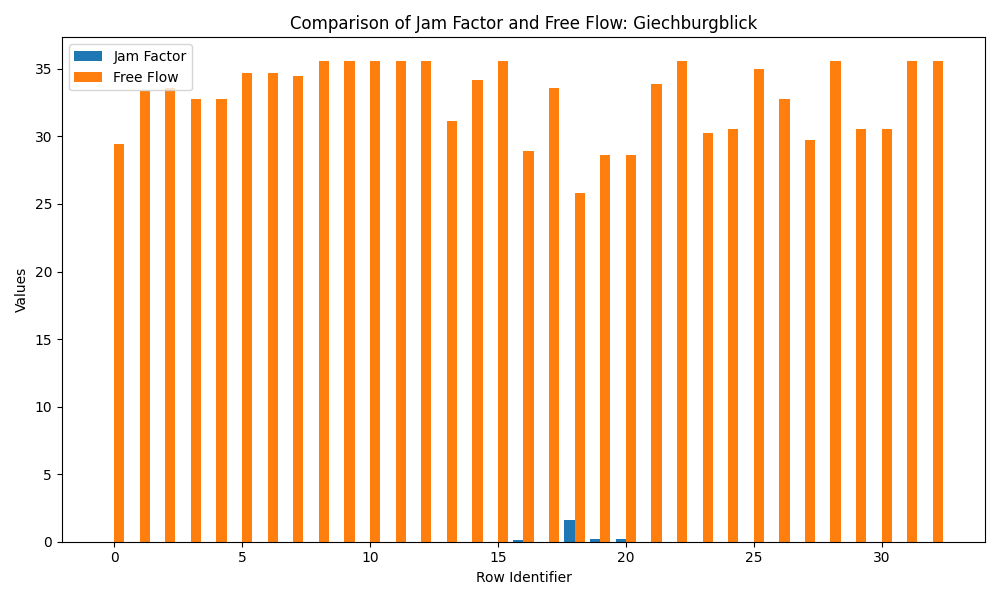 Comparison of Jam Factor and Free Flow: Giechburgblick
Jam Factor
Free Flow
Values
35
30
25
20
15
10
5
0
0 5 10 15 20 25 30
Row Identifier